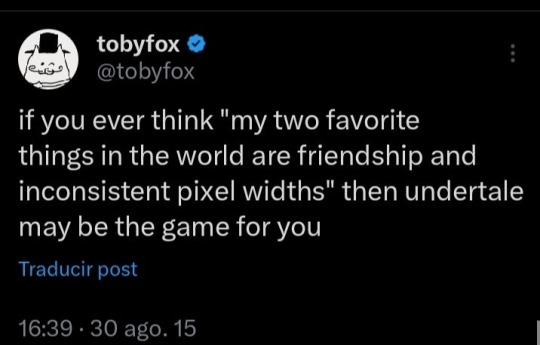 tobyfox
@tobyfox
if you ever think "my two favorite
things in the world are friendship and
inconsistent pixel widths" then undertale
may be the game for you
Traducir post
16:39 · 30 ago. 15